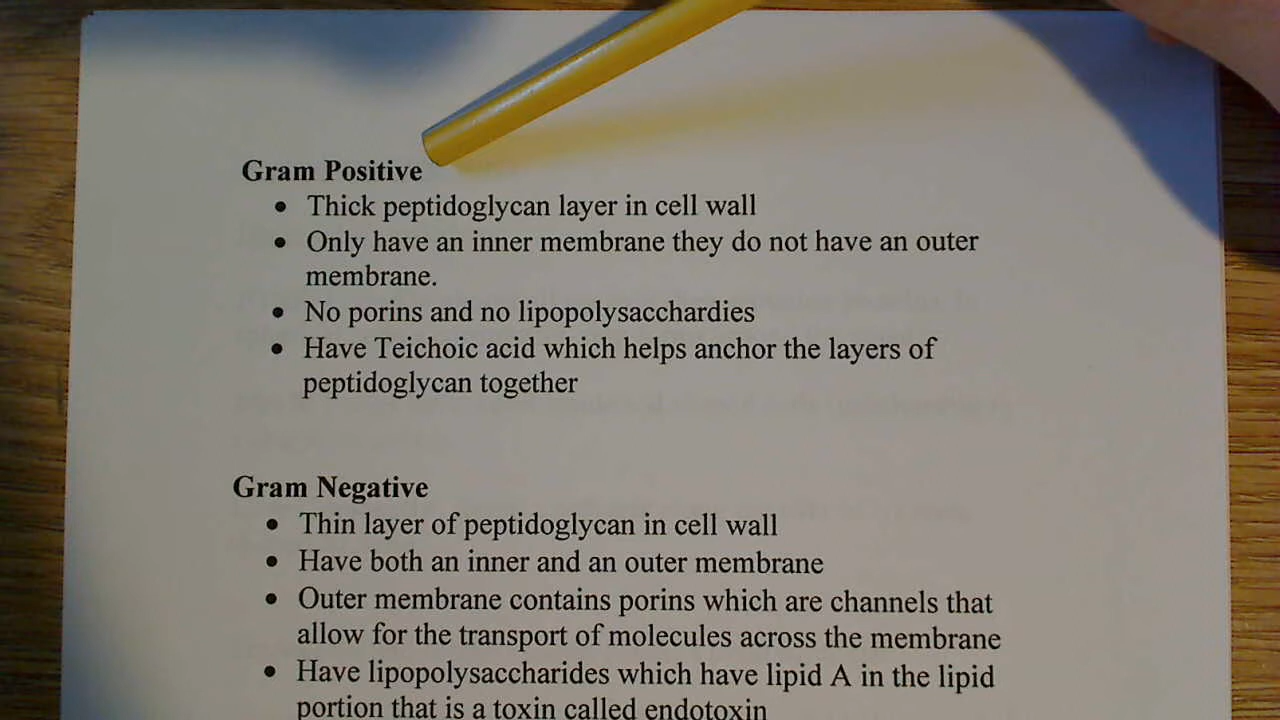 Gram Positive
• Thick peptidoglycan layer in cell wall
• Only have an inner membrane they do not have an outer
membrane.
• No porins and no lipopolysacchardies
• Have Teichoic acid which helps anchor the layers of
peptidoglycan together
Gram Negative
• Thin layer of peptidoglycan in cell wall
• Have both an inner and an outer membrane
• Outer membrane contains porins which are channels that
allow for the transport of molecules across the membrane
• Have lipopolysaccharides which have lipid A in the lipid
portion that is a toxin called endotoxin